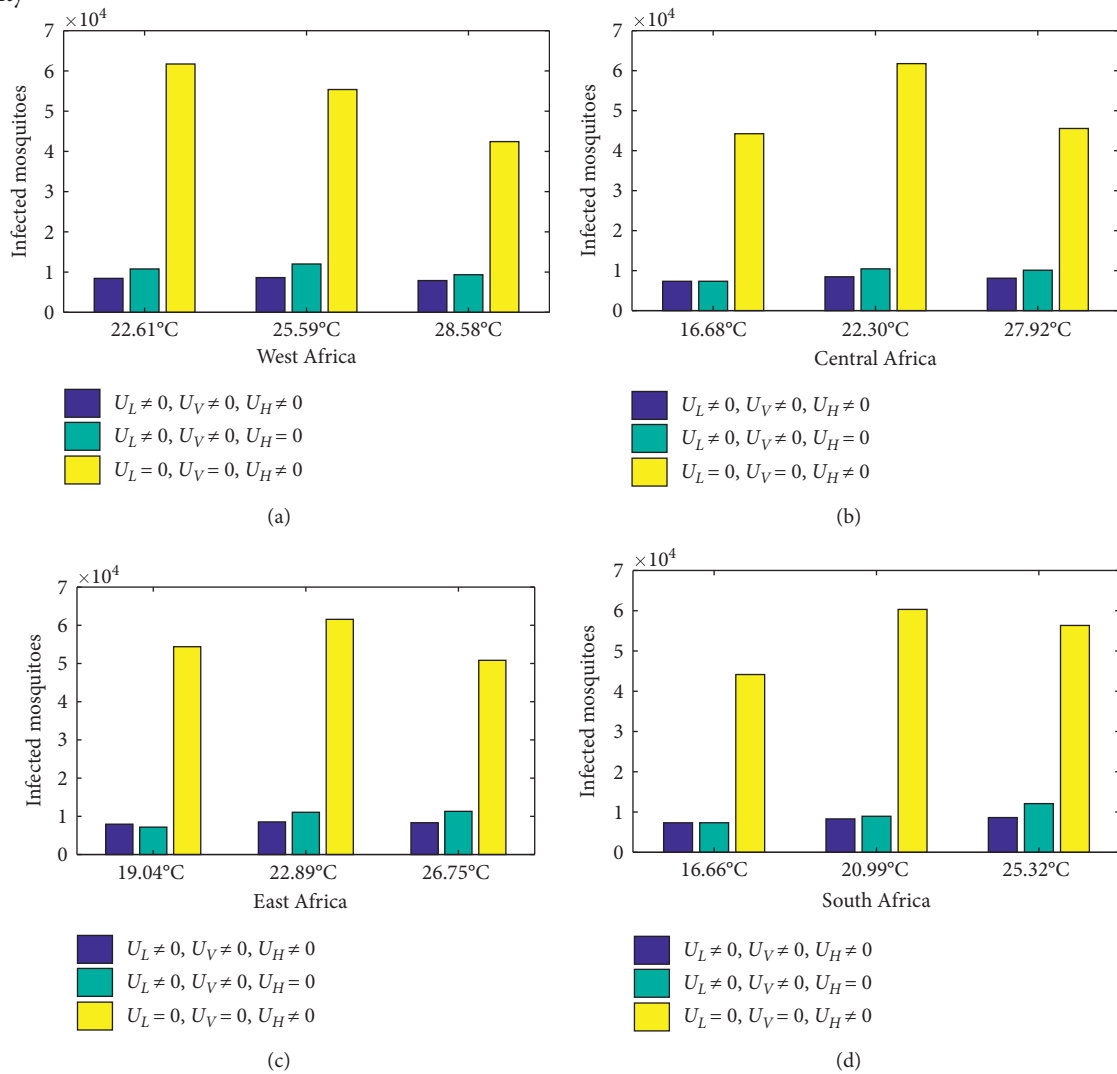 ×10⁴
7
6
5
4
3
2
1
0
Infected mosquitoes
22.61°C 25.59°C 28.58°C
West Africa
U_L ≠ 0, U_V ≠ 0, U_H ≠ 0
U_L ≠ 0, U_V ≠ 0, U_H = 0
U_L = 0, U_V = 0, U_H ≠ 0
(a)
×10⁴
7
6
5
4
3
2
1
0
Infected mosquitoes
16.68°C 22.30°C 27.92°C
Central Africa
U_L ≠ 0, U_V ≠ 0, U_H ≠ 0
U_L ≠ 0, U_V ≠ 0, U_H = 0
U_L = 0, U_V = 0, U_H ≠ 0
(b)
×10⁴
7
6
5
4
3
2
1
0
Infected mosquitoes
19.04°C 22.89°C 26.75°C
East Africa
U_L ≠ 0, U_V ≠ 0, U_H ≠ 0
U_L ≠ 0, U_V ≠ 0, U_H = 0
U_L = 0, U_V = 0, U_H ≠ 0
(c)
×10⁴
7
6
5
4
3
2
1
0
Infected mosquitoes
16.66°C 20.99°C 25.32°C
South Africa
U_L ≠ 0, U_V ≠ 0, U_H ≠ 0
U_L ≠ 0, U_V ≠ 0, U_H = 0
U_L = 0, U_V = 0, U_H ≠ 0
(d)